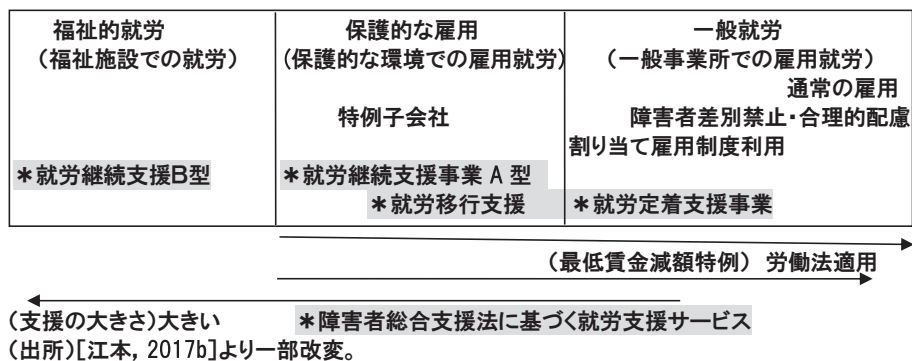 福祉的就労
(福祉施設での就労)
＊就労継続支援B型
保護的な雇用
(保護的な環境での雇用就労)
特例子会社
＊就労継続支援事業 A 型
＊就労移行支援
一般就労
(一般事業所での雇用就労)
通常の雇用
障害者差別禁止・合理的配慮
割り当て雇用制度利用
＊就労定着支援事業
(最低賃金減額特例) 労働法適用
(支援の大きさ)大きい ＊障害者総合支援法に基づく就労支援サービス
(出所)[江本, 2017b]より一部改変。